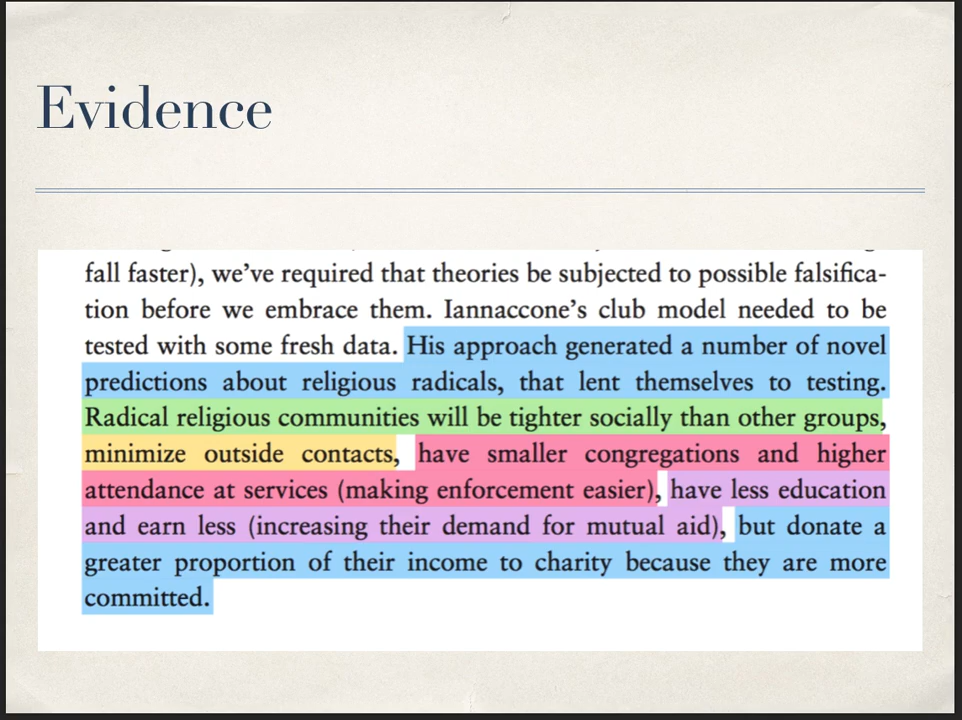 Evidence
fall faster), we've required that theories be subjected to possible falsifica-
tion before we embrace them. Iannaccone's club model needed to be
tested with some fresh data. His approach generated a number of novel
predictions about religious radicals, that lent themselves to testing.
Radical religious communities will be tighter socially than other groups,
minimize outside contacts, have smaller congregations and higher
attendance at services (making enforcement easier), have less education
and earn less (increasing their demand for mutual aid), but donate a
greater proportion of their income to charity because they are more
committed.